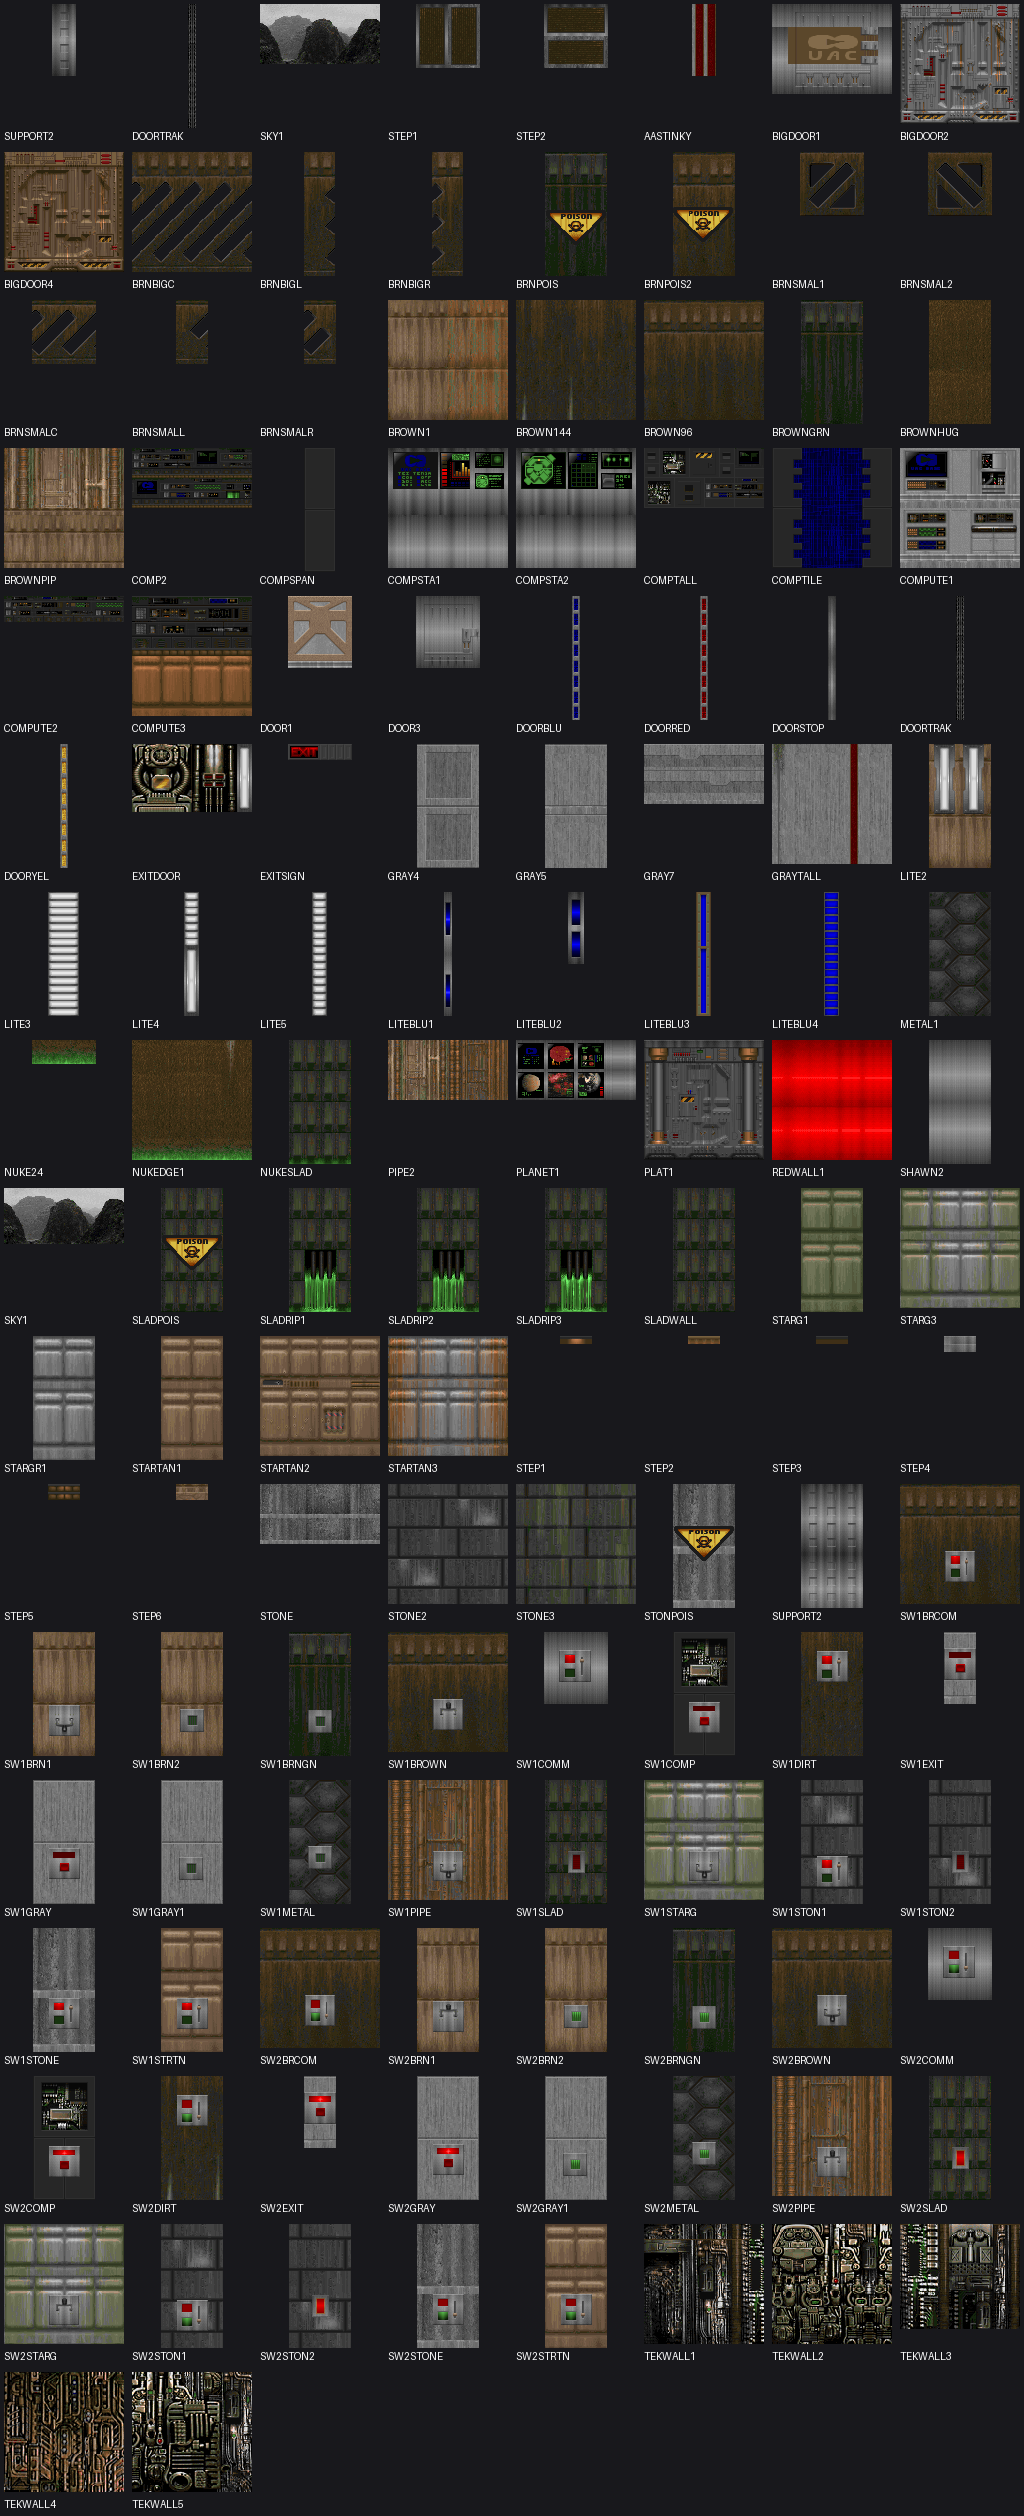 UAC
SUPPORT2 DOORTRAK SKY1 STEP1 STEP2 AASTINKY BIGDOOR1 BIGDOOR2
POISON POISON
BIGDOOR4 BRNBIGC BRNBIGL BRNBIGR BRNPOIS BRNPOIS2 BRNSMAL1 BRNSMAL2
BRNSMALC BRNSMALL BRNSMALR BROWN1 BROWN144 BROWN96 BROWNGRN BROWNHUG
BROWNPIP COMP2 COMPSPAN COMPSTA1 COMPSTA2 COMPTALL COMPTILE COMPUTE1
COMPUTE2 COMPUTE3 DOOR1 DOOR3 DOORBLU DOORRED DOORSTOP DOORTRAK
EXIT
DOORYEL EXITDOOR EXITSIGN GRAY4 GRAY5 GRAY7 GRAYTALL LITE2
LITE3 LITE4 LITE5 LITEBLU1 LITEBLU2 LITEBLU3 LITEBLU4 METAL1
NUKE24 NUKEDGE1 NUKESLAD PIPE2 PLANET1 PLAT1 REDWALL1 SHAWN2
POISON
SKY1 SLADPOIS SLADRIP1 SLADRIP2 SLADRIP3 SLADWALL STARG1 STARG3
STARGR1 STARTAN1 STARTAN2 STARTAN3 STEP1 STEP2 STEP3 STEP4
POISON
STEP5 STEP6 STONE STONE2 STONE3 STONPOIS SUPPORT2 SW1BRCOM
SW1BRN1 SW1BRN2 SW1BRNGN SW1BROWN SW1COMM SW1COMP SW1DIRT SW1EXIT
SW1GRAY SW1GRAY1 SW1METAL SW1PIPE SW1SLAD SW1STARG SW1STON1 SW1STON2
SW1STONE SW1STRTN SW2BRCOM SW2BRN1 SW2BRN2 SW2BRNGN SW2BROWN SW2COMM
SW2COMP SW2DIRT SW2EXIT SW2GRAY SW2GRAY1 SW2METAL SW2PIPE SW2SLAD
SW2STARG SW2STON1 SW2STON2 SW2STONE SW2STRTN TEKWALL1 TEKWALL2 TEKWALL3
TEKWALL4 TEKWALL5